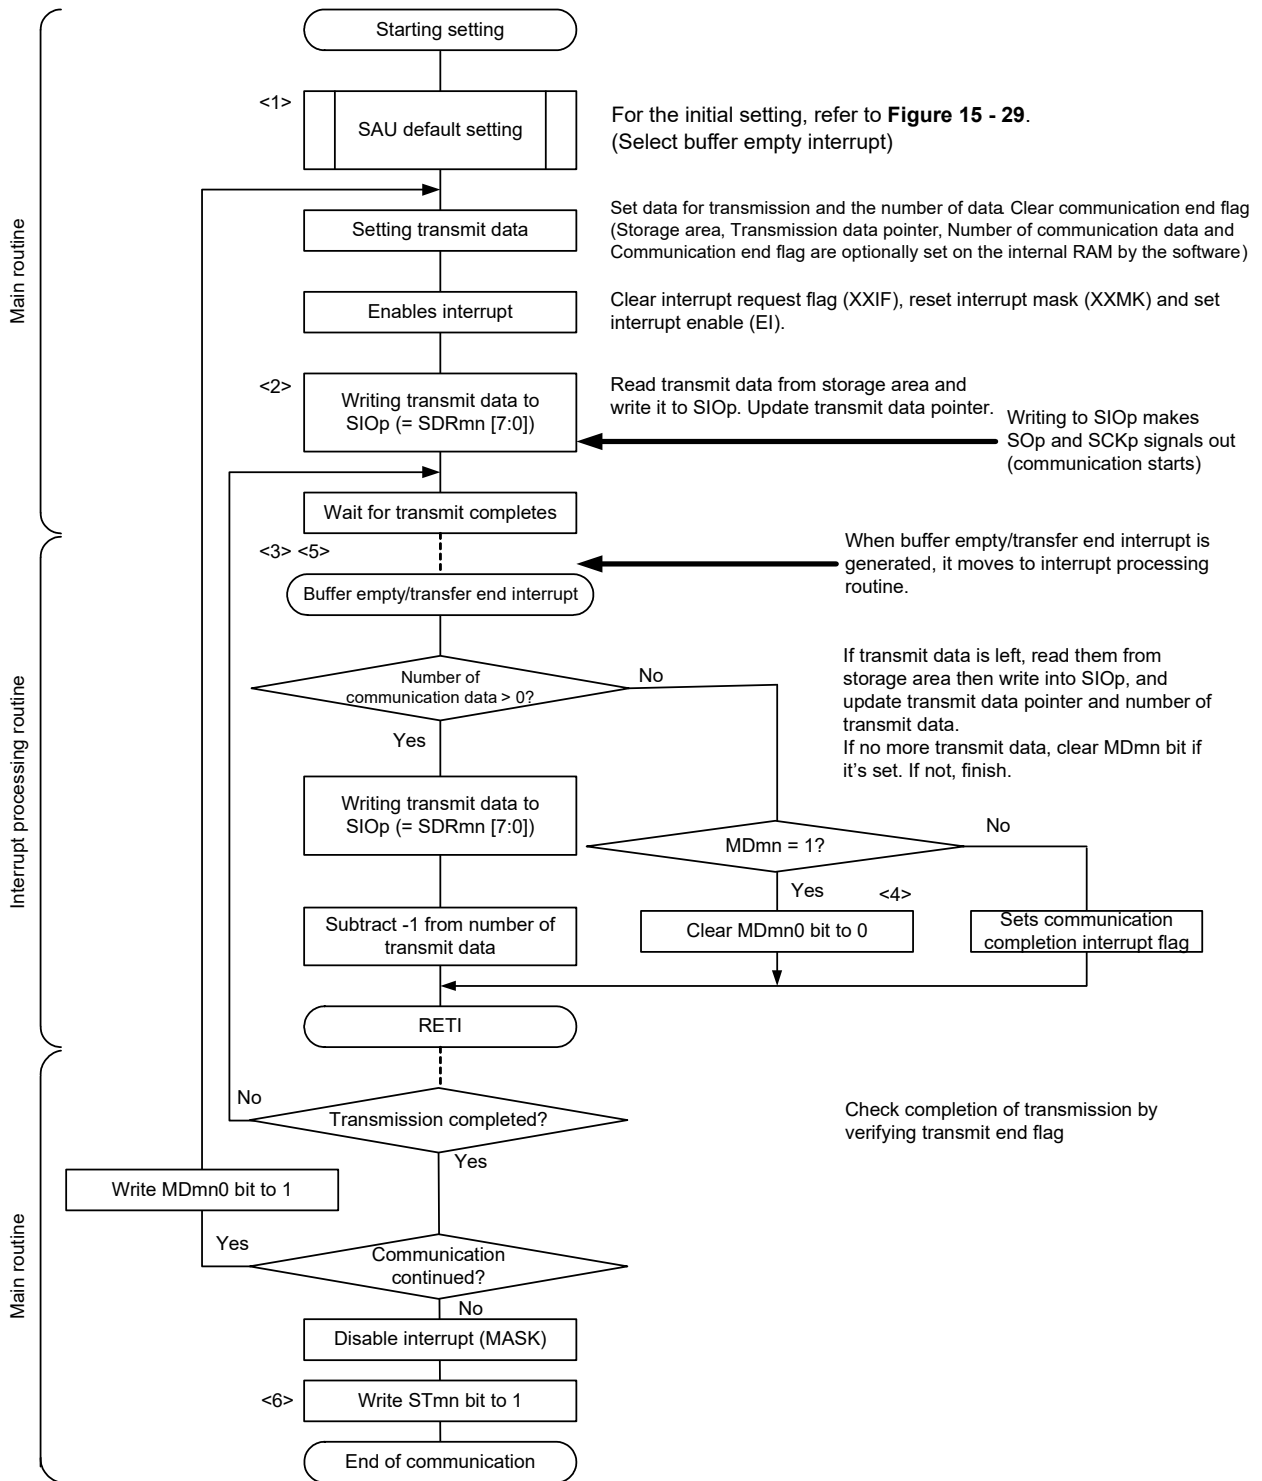 Starting setting
<1>
SAU default setting
For the initial setting, refer to Figure 15 - 29.
(Select buffer empty interrupt)
Main routine
Setting transmit data
Set data for transmission and the number of data. Clear communication end flag
(Storage area, Transmission data pointer, Number of communication data and
Communication end flag are optionally set on the internal RAM by the software)
Enables interrupt
Clear interrupt request flag (XXIF), reset interrupt mask (XXMK) and set
interrupt enable (EI).
<2>
Writing transmit data to
SIOp (= SDRmn [7:0])
Read transmit data from storage area and
write it to SIOp. Update transmit data pointer.
Writing to SIOp makes
SOp and SCKp signals out
(communication starts)
Wait for transmit completes
<3> <5>
When buffer empty/transfer end interrupt is
generated, it moves to interrupt processing
routine.
Buffer empty/transfer end interrupt
Interrupt processing routine
Number of
communication data > 0?
No
Yes
If transmit data is left, read them from
storage area then write into SIOp, and
update transmit data pointer and number of
transmit data.
If no more transmit data, clear MDmn bit if
it's set. If not, finish.
Writing transmit data to
SIOp (= SDRmn [7:0])
MDmn = 1?
No
Yes
<4>
Subtract -1 from number of
transmit data
Clear MDmn0 bit to 0
Sets communication
completion interrupt flag
RETI
Main routine
No
Transmission completed?
Yes
Check completion of transmission by
verifying transmit end flag
Write MDmn0 bit to 1
Yes
Communication
continued?
No
Disable interrupt (MASK)
<6>
Write STmn bit to 1
End of communication